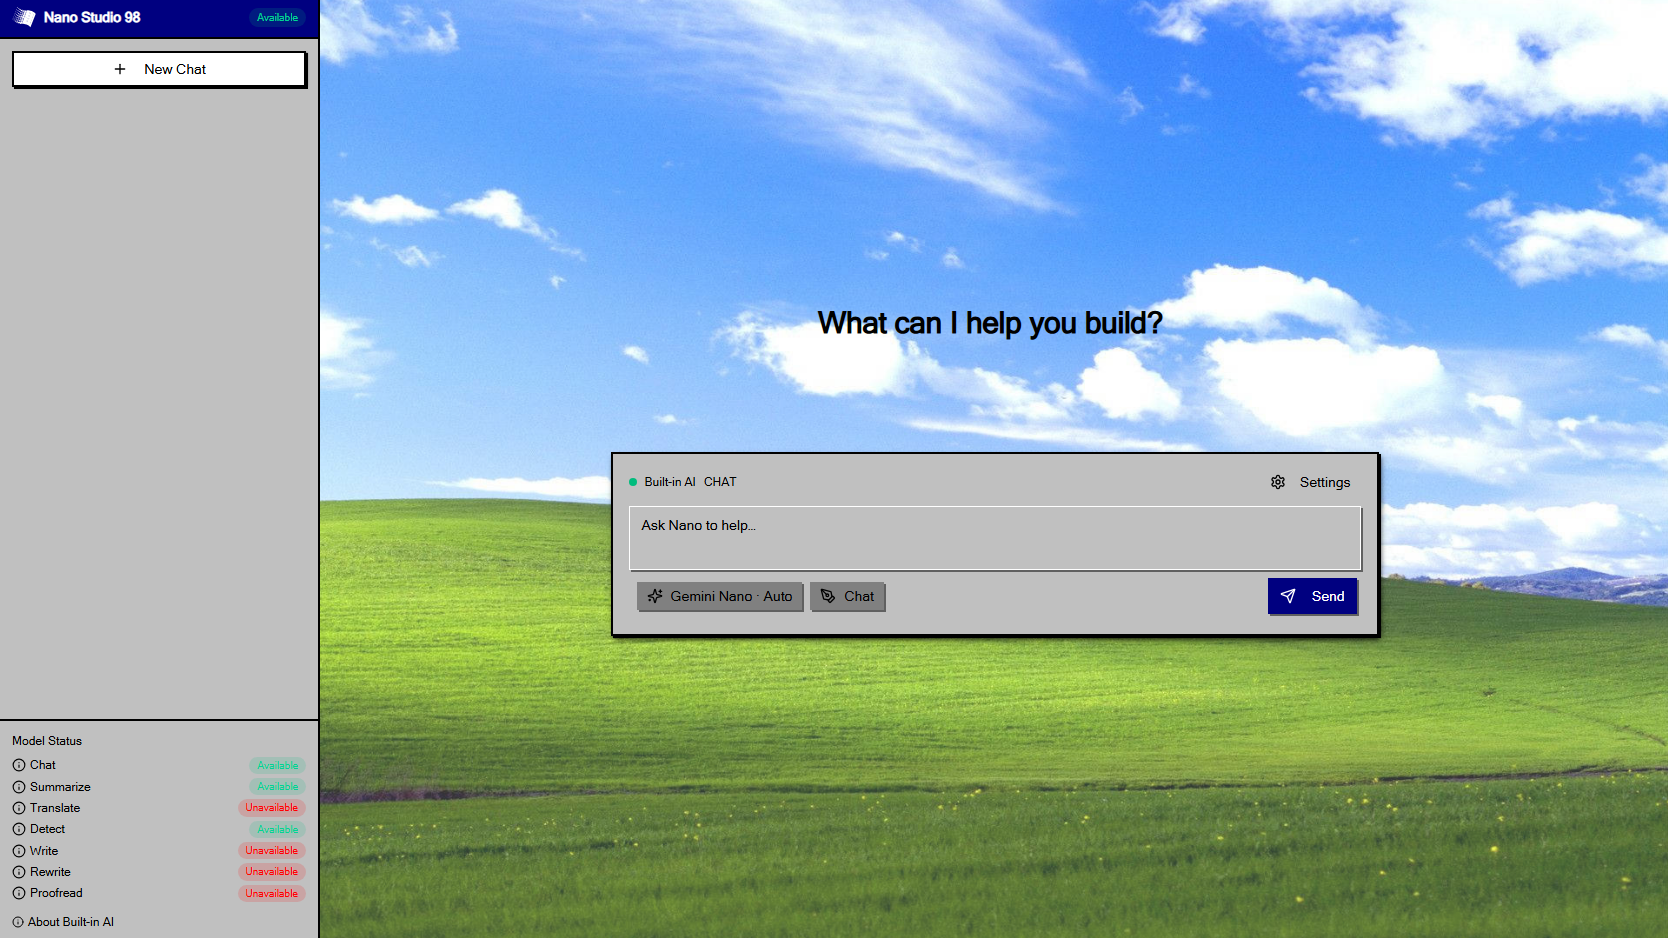 Nano Studio 98
Available
New Chat
What can I help you build?
Built-in AI CHAT
Settings
Ask Nano to help...
Gemini Nano · Auto
Chat
Send
Model Status
Chat Available
Summarize Available
Translate Unavailable
Detect Available
Write Unavailable
Rewrite Unavailable
Proofread Unavailable
About Built-in AI